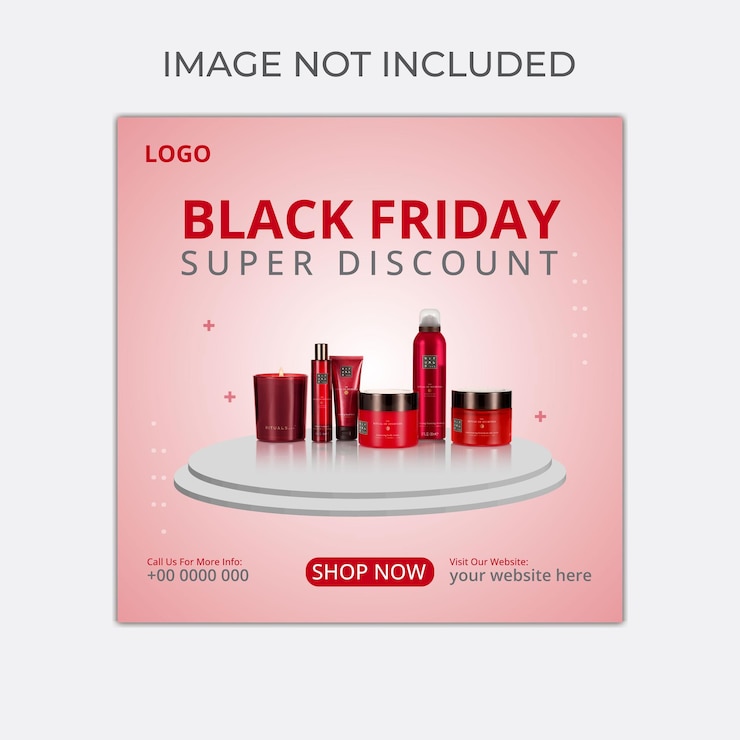 IMAGE NOT INCLUDED
LOGO
BLACK FRIDAY
SUPER DISCOUNT
RITUALS...
Call Us For More Info:
+00 0000 000
SHOP NOW
Visit Our Website:
your website here